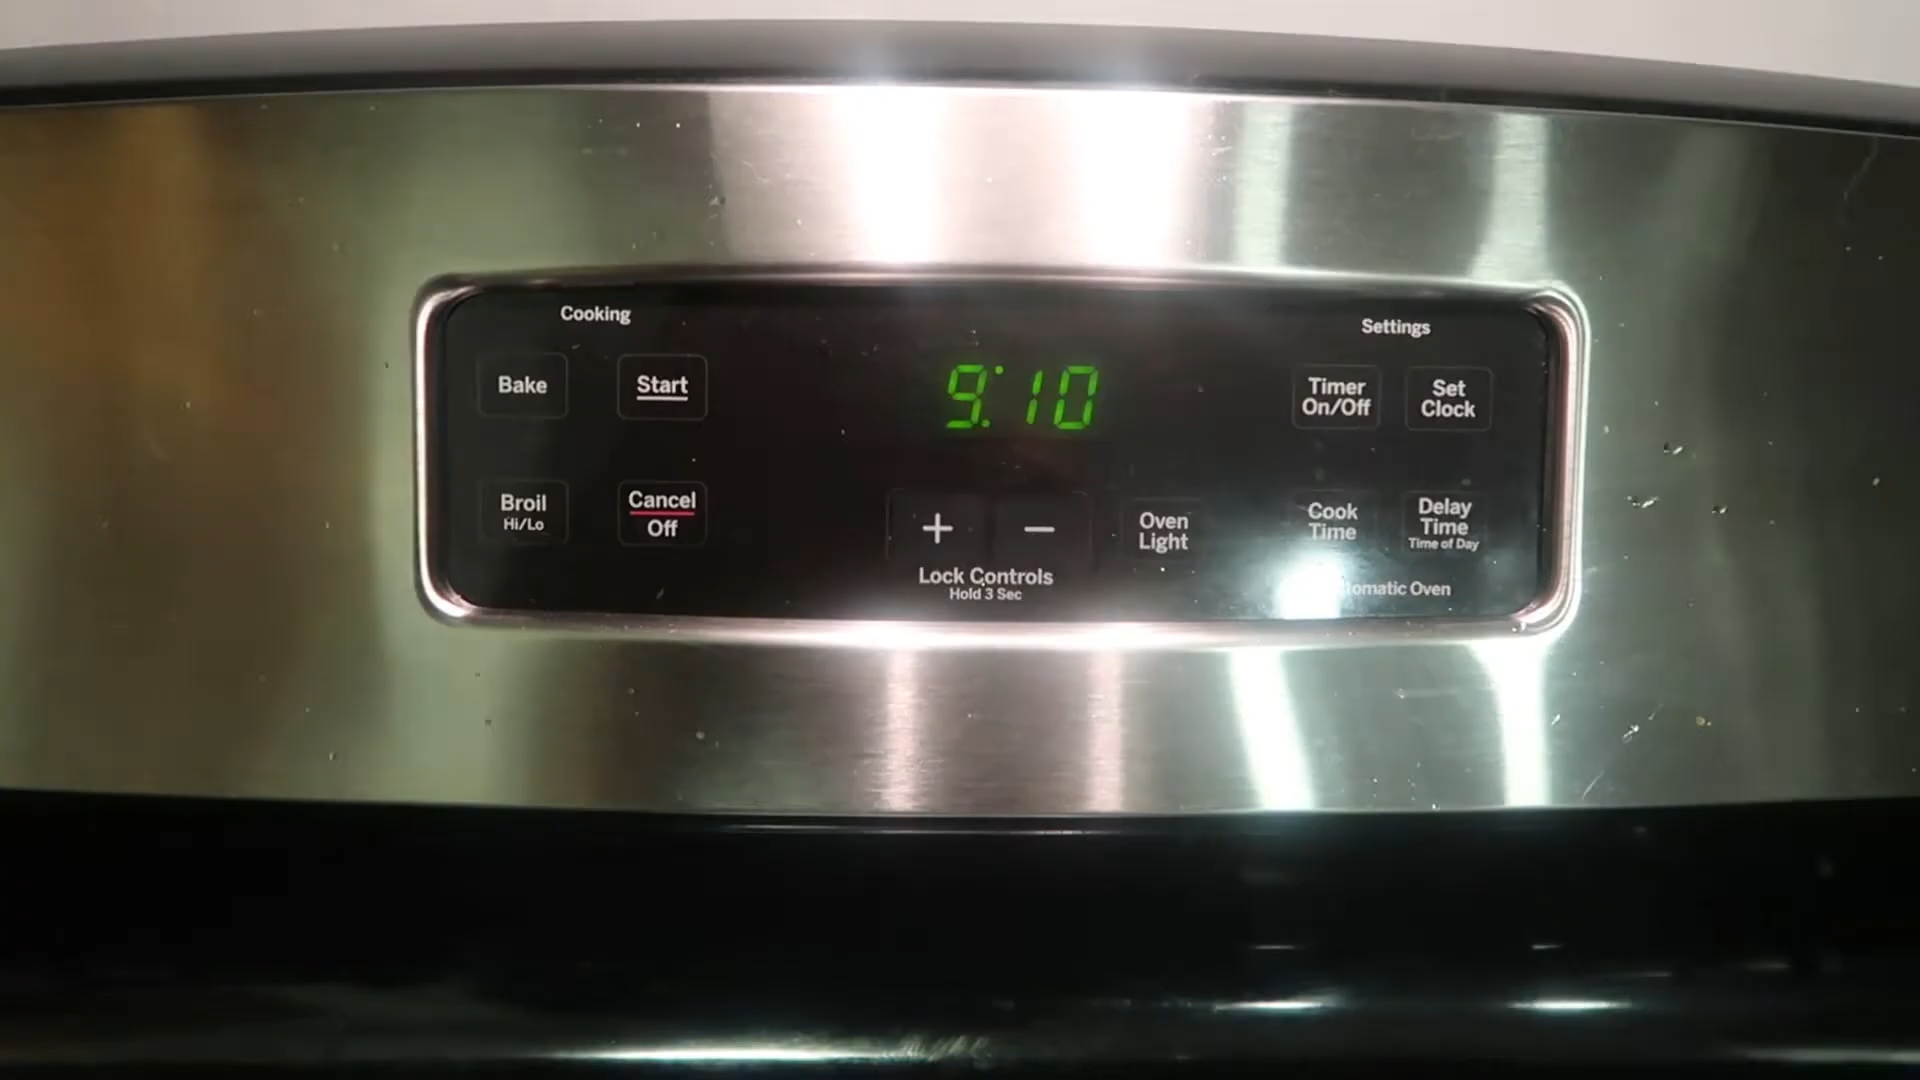 Cooking
Settings
Bake
Start
9:10
Timer
On/Off
Set
Clock
Broil
Hi/Lo
Cancel
Off
+
−
Lock Controls
Hold 3 Sec
Oven
Light
Cook
Time
Delay
Time
Time of Day
Oven